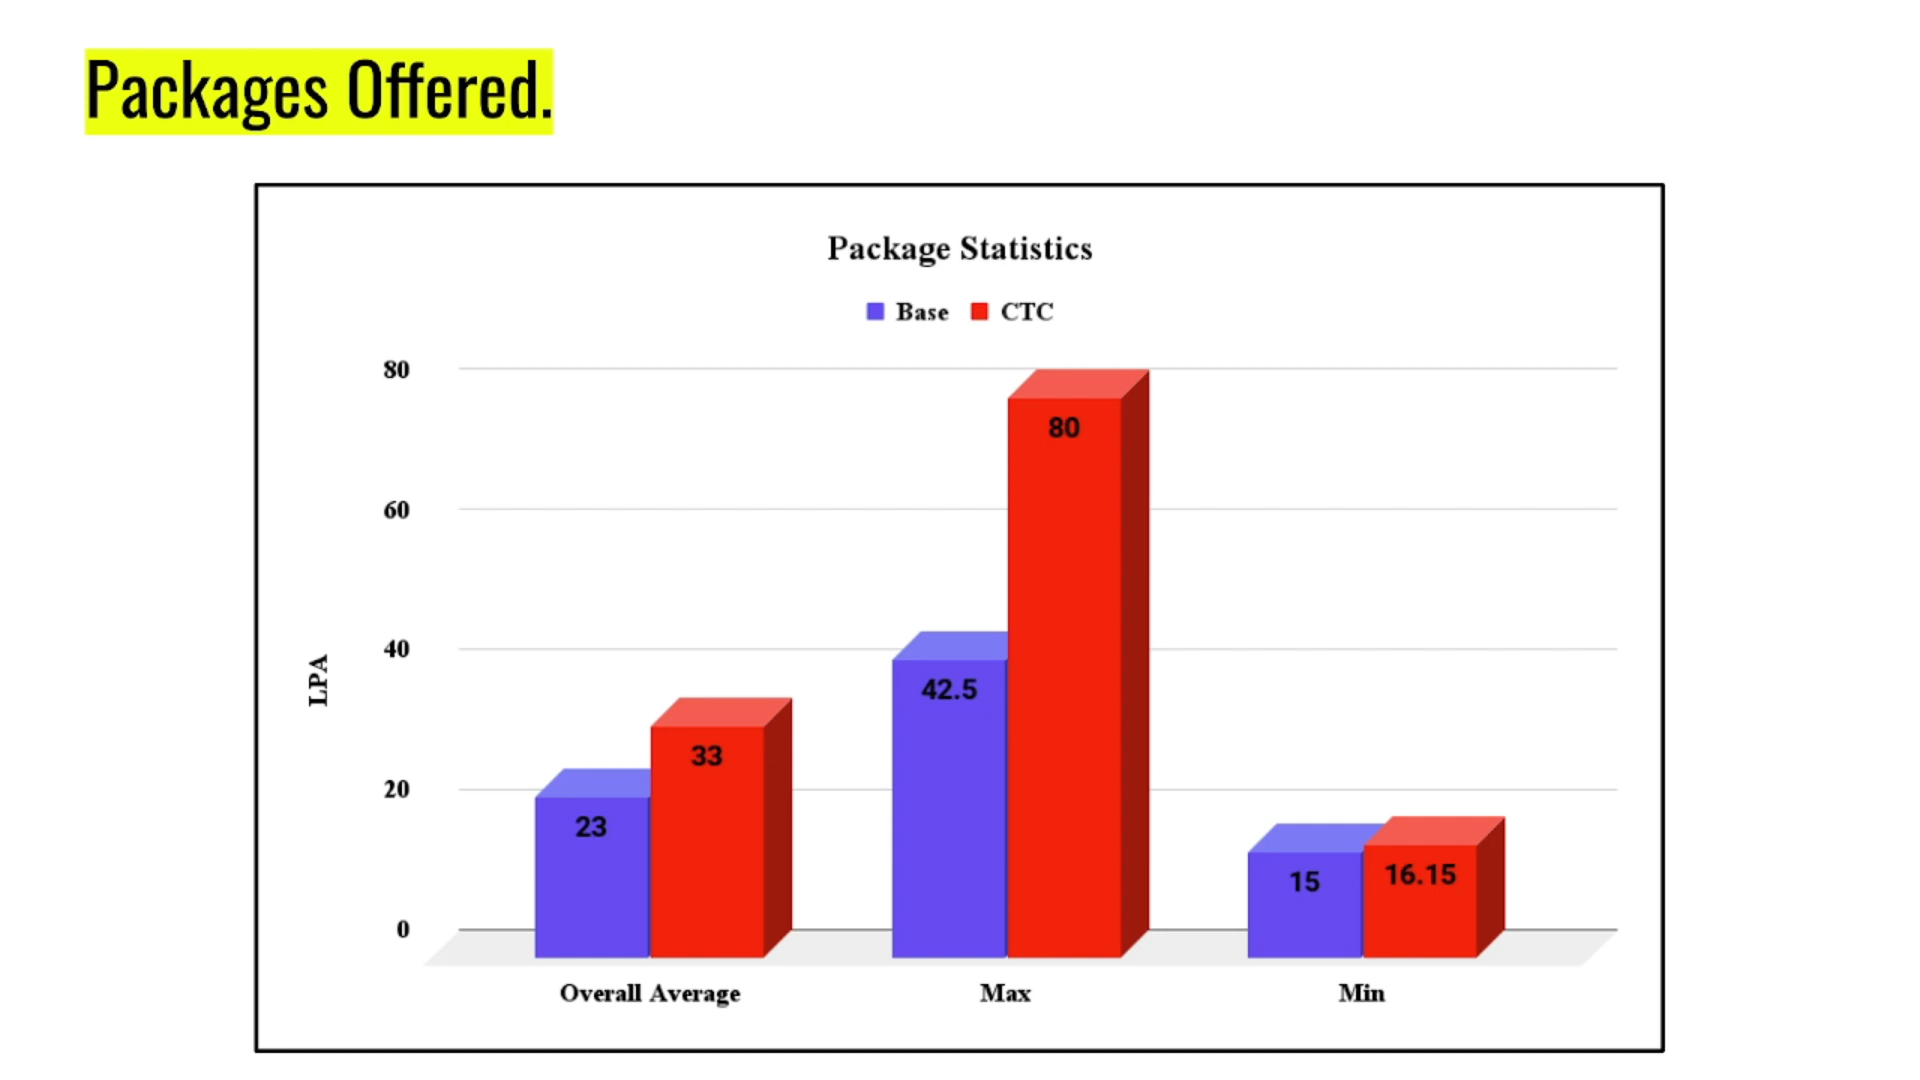 Packages Offered.
Package Statistics
Base CTC
80
60
40
20
0
LPA
23
33
42.5
80
15
16.15
Overall Average Max Min